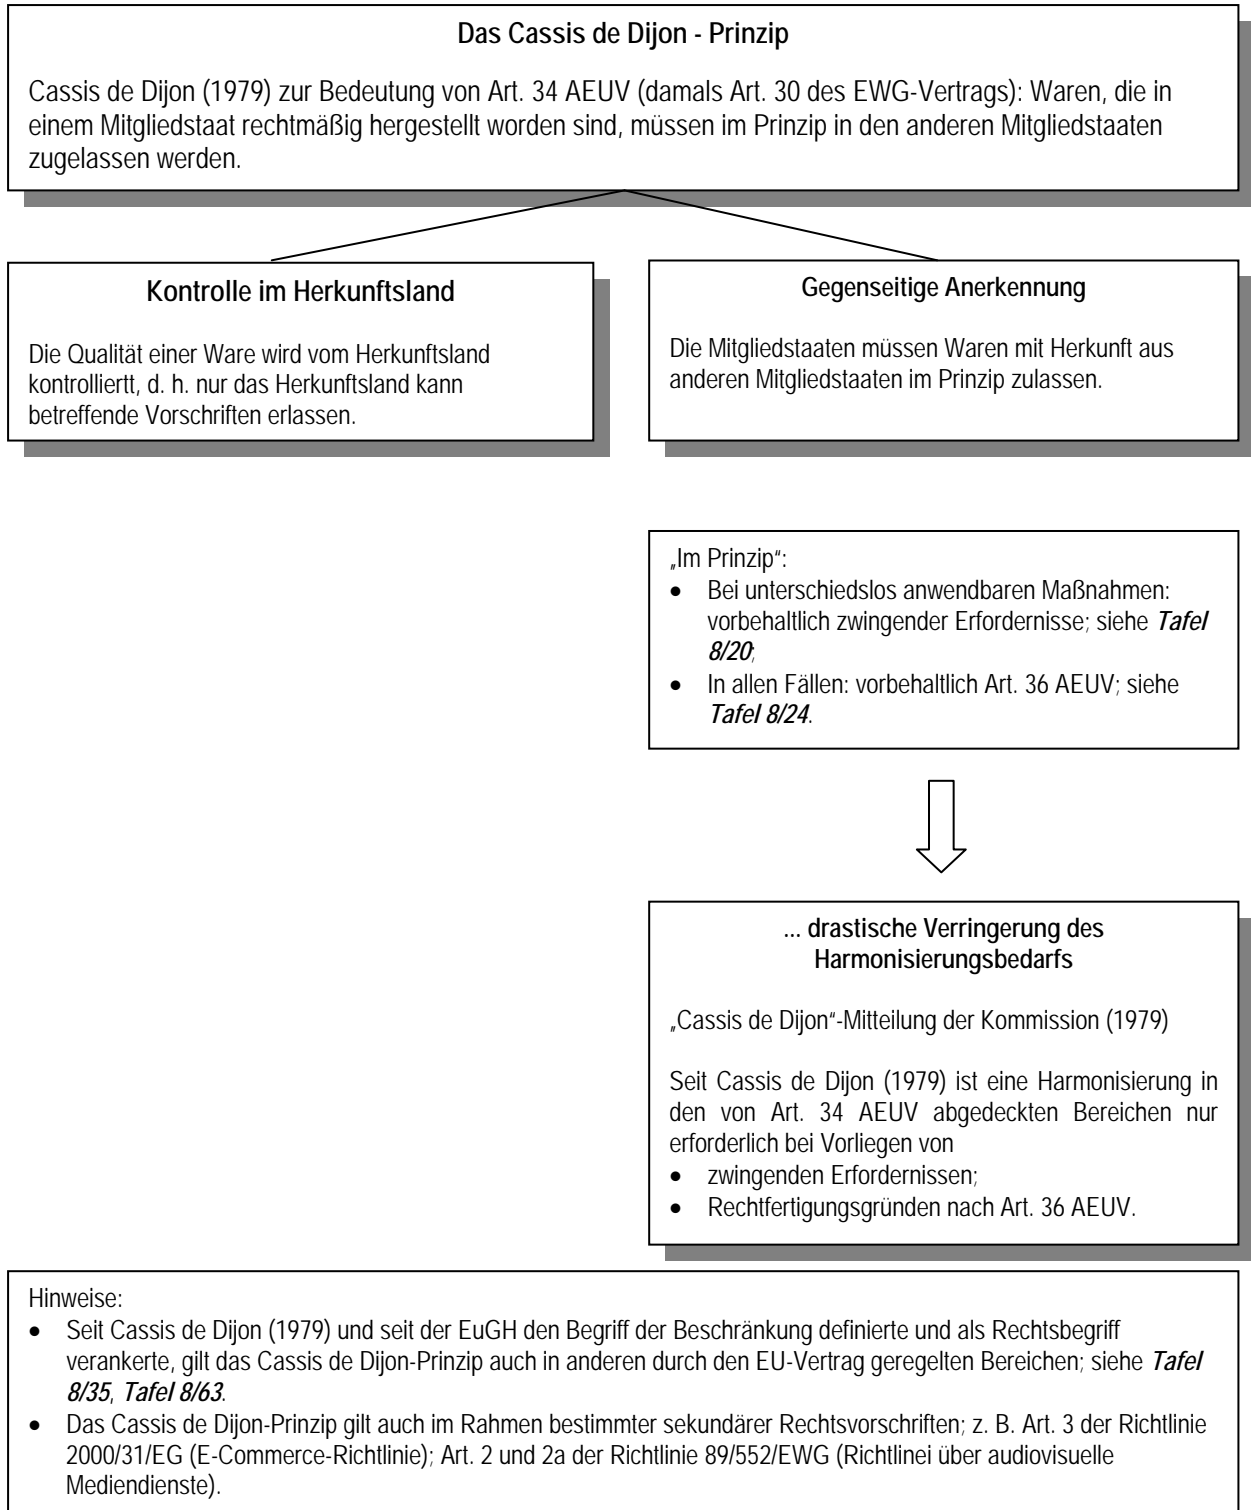 Das Cassis de Dijon - Prinzip
Cassis de Dijon (1979) zur Bedeutung von Art. 34 AEUV (damals Art. 30 des EWG-Vertrags): Waren, die in
einem Mitgliedstaat rechtmäßig hergestellt worden sind, müssen im Prinzip in den anderen Mitgliedstaaten
zugelassen werden.
Kontrolle im Herkunftsland
Die Qualität einer Ware wird vom Herkunftsland
kontrolliertt, d. h. nur das Herkunftsland kann
betreffende Vorschriften erlassen.
Gegenseitige Anerkennung
Die Mitgliedstaaten müssen Waren mit Herkunft aus
anderen Mitgliedstaaten im Prinzip zulassen.
„Im Prinzip“:
• Bei unterschiedslos anwendbaren Maßnahmen:
vorbehaltlich zwingender Erfordernisse; siehe Tafel
8/20;
• In allen Fällen: vorbehaltlich Art. 36 AEUV; siehe
Tafel 8/24.
... drastische Verringerung des
Harmonisierungsbedarfs
„Cassis de Dijon“-Mitteilung der Kommission (1979)
Seit Cassis de Dijon (1979) ist eine Harmonisierung in
den von Art. 34 AEUV abgedeckten Bereichen nur
erforderlich bei Vorliegen von
• zwingenden Erfordernissen;
• Rechtfertigungsgründen nach Art. 36 AEUV.
Hinweise:
• Seit Cassis de Dijon (1979) und seit der EuGH den Begriff der Beschränkung definierte und als Rechtsbegriff
verankerte, gilt das Cassis de Dijon-Prinzip auch in anderen durch den EU-Vertrag geregelten Bereichen; siehe Tafel
8/35, Tafel 8/63.
• Das Cassis de Dijon-Prinzip gilt auch im Rahmen bestimmter sekundärer Rechtsvorschriften; z. B. Art. 3 der Richtlinie
2000/31/EG (E-Commerce-Richtlinie); Art. 2 und 2a der Richtlinie 89/552/EWG (Richtlinei über audiovisuelle
Mediendienste).